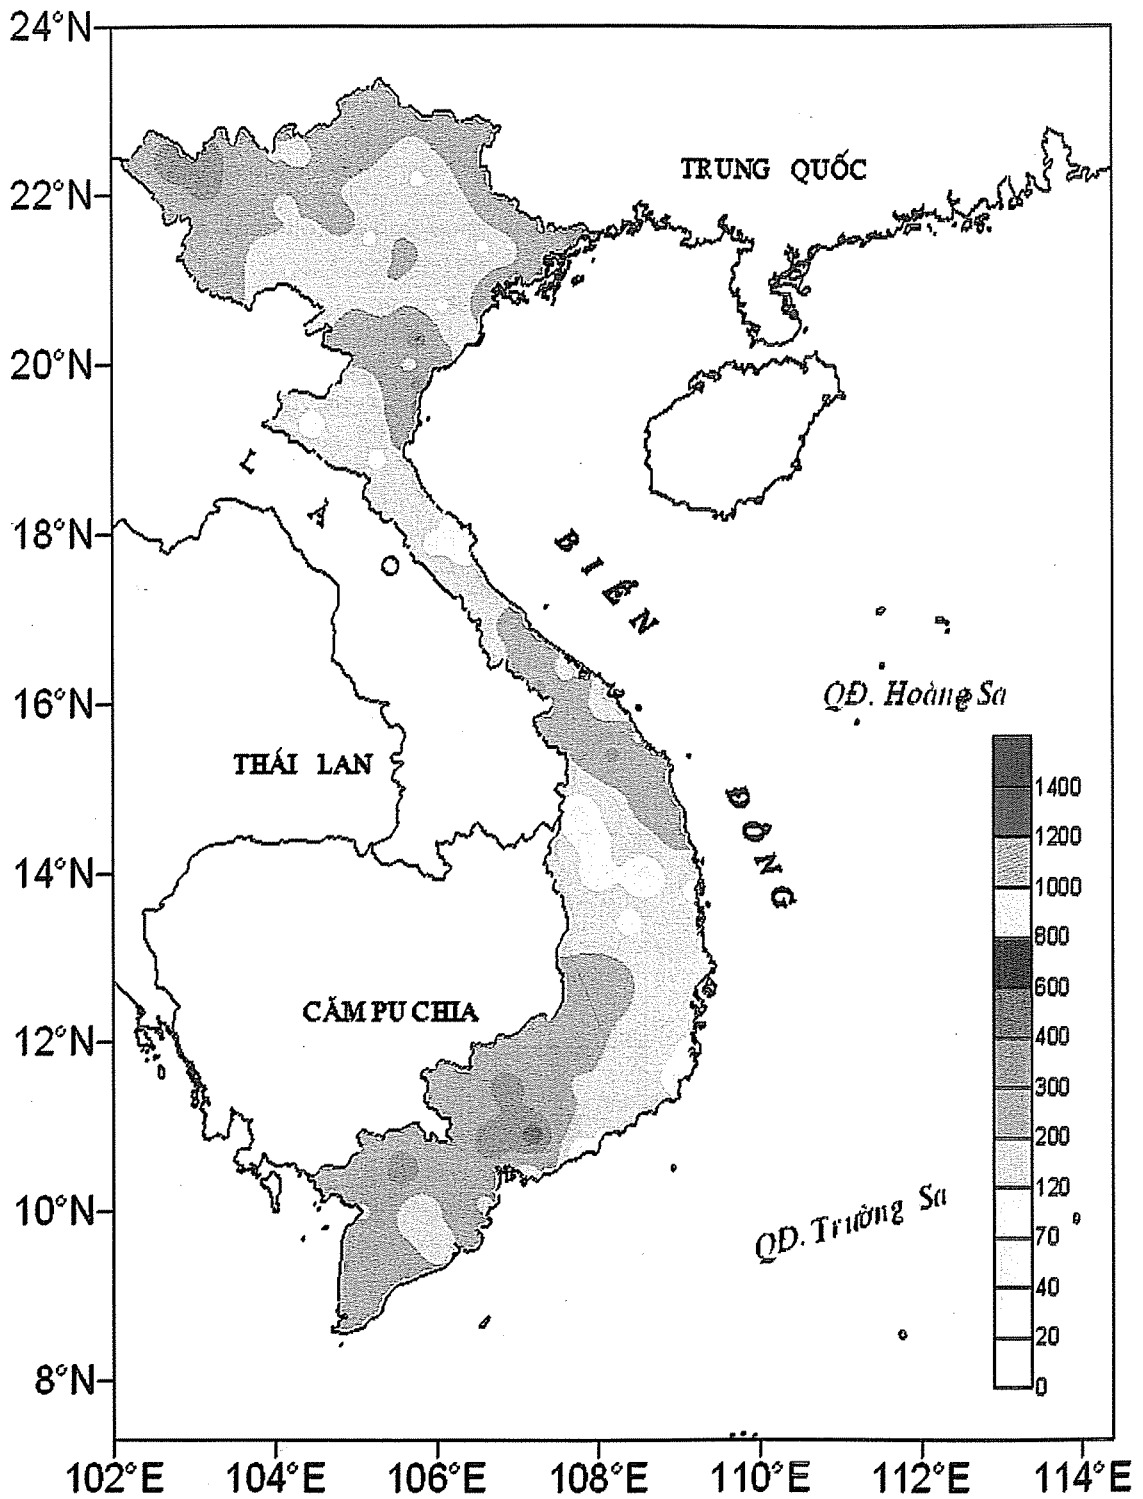 24°N
22°N
20°N
18°N
16°N
14°N
12°N
10°N
8°N
TRUNG QUỐC
LAO
BIỂN ĐÔNG
QĐ. Hoàng Sa
THÁI LAN
CĂM PU CHIA
QĐ. Trường Sa
1400
1200
1000
800
600
400
300
200
120
70
40
20
0
102°E
104°E
106°E
108°E
110°E
112°E
114°E